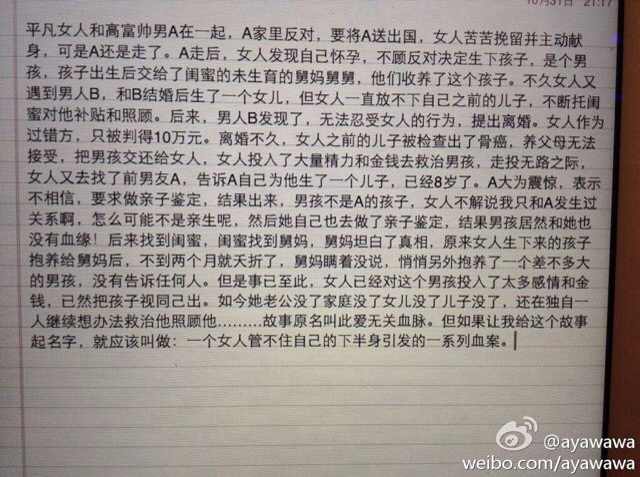 10月31日 21:17
平凡女人和高富帅男A在一起，A家里反对，要将A送出国，女人苦苦挽留并主动献
身，可是A还是走了。A走后，女人发现自己怀孕，不顾反对决定生下孩子，是个男
孩，孩子出生后交给了闺蜜的未生育的舅妈舅舅，他们收养了这个孩子。不久女人又
遇到男人B，和B结婚后生了一个女儿，但女人一直放不下自己之前的儿子，不断托闺
蜜对他补贴和照顾。后来，男人B发现了，无法忍受女人的行为，提出离婚。女人作为
过错方，只被判得10万元。离婚不久，女人之前的儿子被检查出了骨癌，养父母无法
接受，把男孩交还给女人，女人投入了大量精力和金钱去救治男孩，走投无路之际，
女人又去找了前男友A，告诉A自己为他生了一个儿子，已经8岁了。A大为震惊，表示
不相信，要求做亲子鉴定，结果出来，男孩不是A的孩子，女人不解说我只和A发生过
关系啊，怎么可能不是亲生呢，然后她自己也去做了亲子鉴定，结果男孩居然和她也
没有血缘！后来找到闺蜜，闺蜜找到舅妈，舅妈坦白了真相，原来女人生下来的孩子
抱养给舅妈后，不到两个月就夭折了，舅妈瞒着没说，悄悄另外抱养了一个差不多大
的男孩，没有告诉任何人。但是事已至此，女人已经对这个男孩投入了太多感情和金
钱，已然把孩子视同己出。如今她老公没了家庭没了女儿没了儿子没了，还在独自一
人继续想办法救治他照顾他………故事原名叫此爱无关血脉。但如果让我给这个故事
起名字，就应该叫做：一个女人管不住自己的下半身引发的一系列血案。
@ayawawa
weibo.com/ayawawa